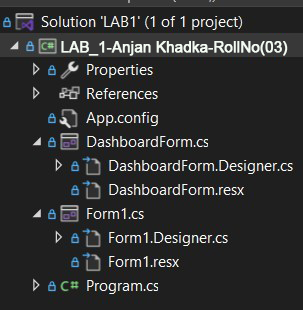 Solution 'LAB1' (1 of 1 project)
LAB_1-Anjan Khadka-RollNo(03)
Properties
References
App.config
DashboardForm.cs
DashboardForm.Designer.cs
DashboardForm.resx
Form1.cs
Form1.Designer.cs
Form1.resx
C# Program.cs